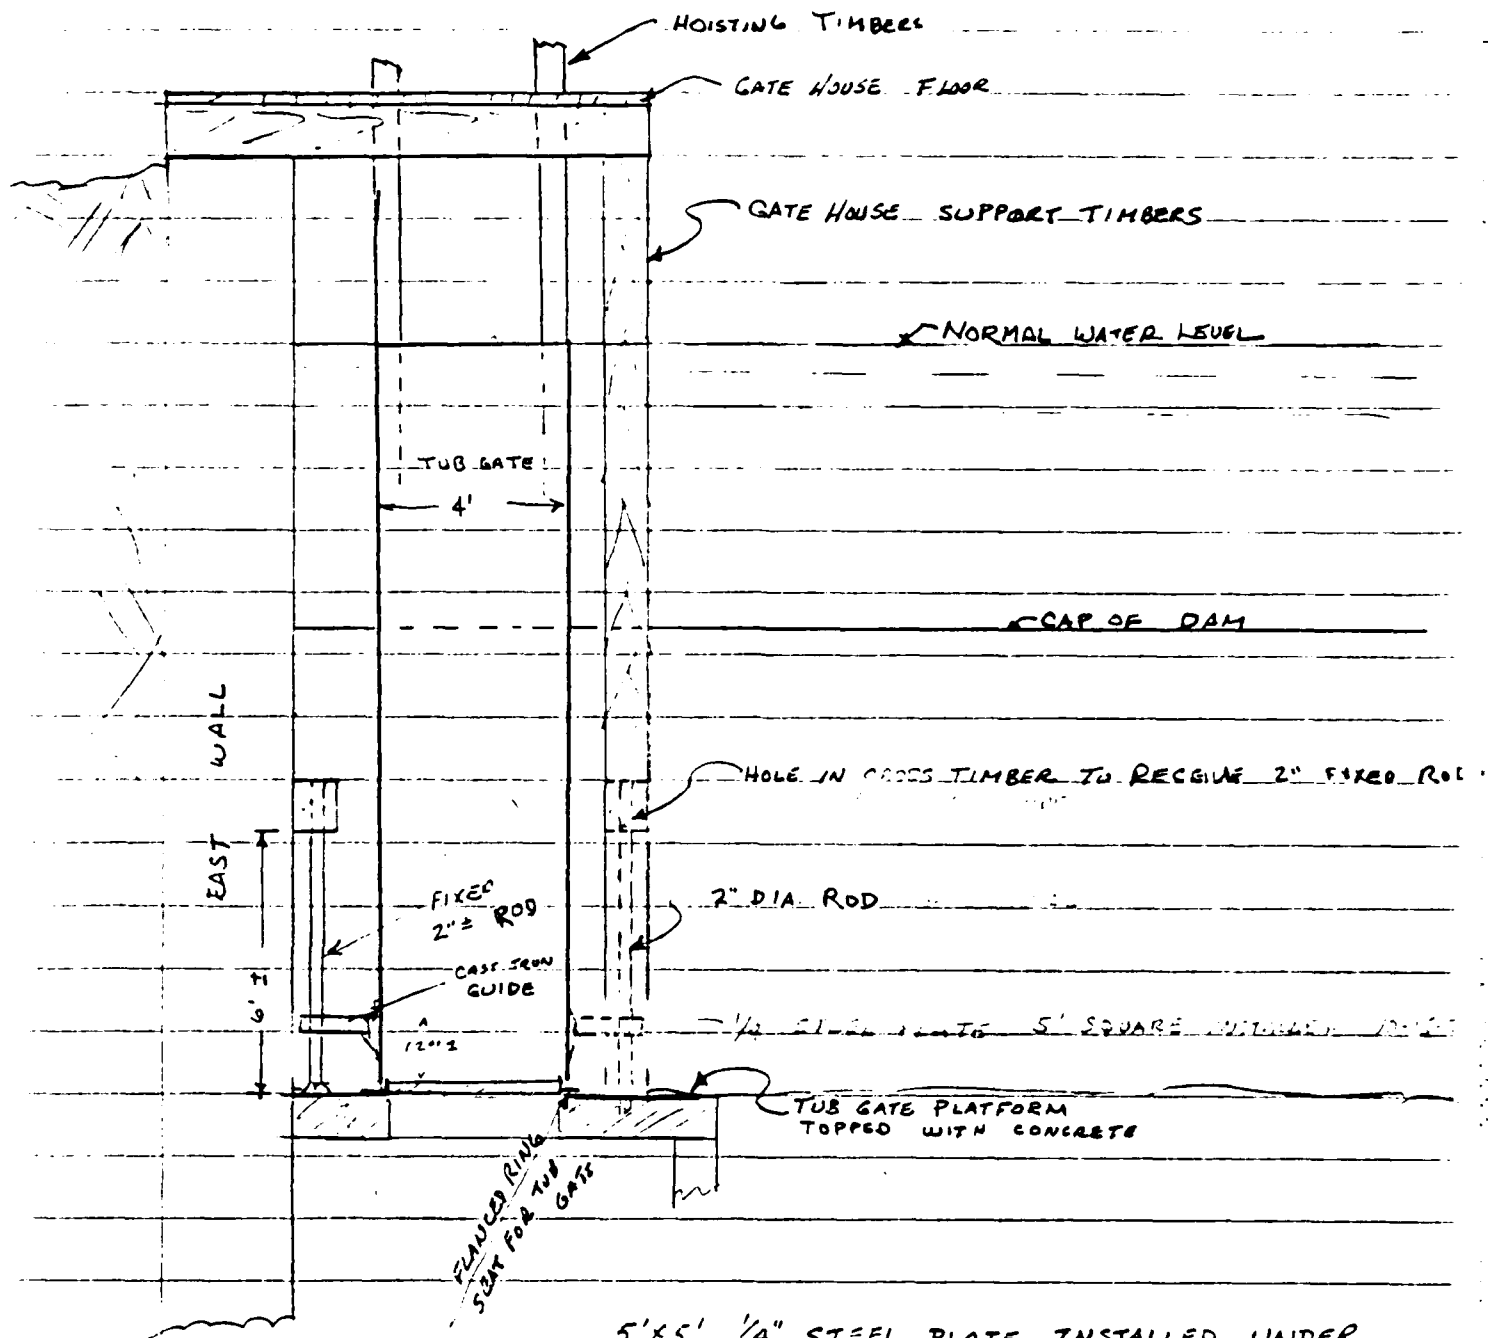 HOISTING TIMBERS
GATE HOUSE FLOOR
GATE HOUSE SUPPORT TIMBERS
NORMAL WATER LEVEL
TUB GATE
4'
CAP OF DAM
EAST WALL
HOLE IN CROSS TIMBER TO RECEIVE 2" FIXED ROD
FIXED
2"± ROD
2" DIA. ROD
CAST IRON
GUIDE
6' ±
12"±
5' SQUARE
TUB GATE PLATFORM
TOPPED WITH CONCRETE
FLANGED RING
SEAT FOR TUB
GATE
5'x5' 1/4" STEEL PLATE INSTALLED UNDER